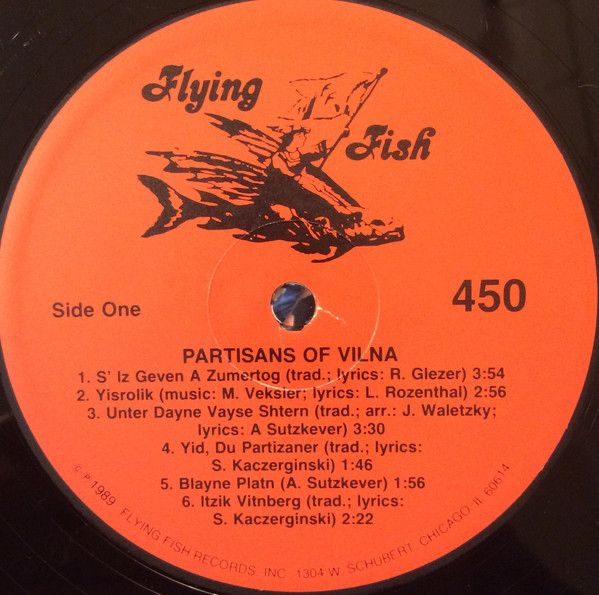 Flying
Fish
Side One
450
PARTISANS OF VILNA
1. S' Iz Geven A Zumertog (trad.; lyrics: R. Glezer) 3:54
2. Yisrolik (music: M. Veksler; lyrics: L. Rozenthal) 2:56
3. Unter Dayne Vayse Shtern (trad.; arr.: J. Waletzky;
lyrics: A Sutzkever) 3:30
4. Yid, Du Partizaner (trad.; lyrics:
S. Kaczerginski) 1:46
5. Blayne Platn (A. Sutzkever) 1:56
6. Itzik Vitnberg (trad.; lyrics:
S. Kaczerginski) 2:22
© ℗ 1989 FLYING FISH RECORDS, INC. 1304 W. SCHUBERT, CHICAGO, IL 60614